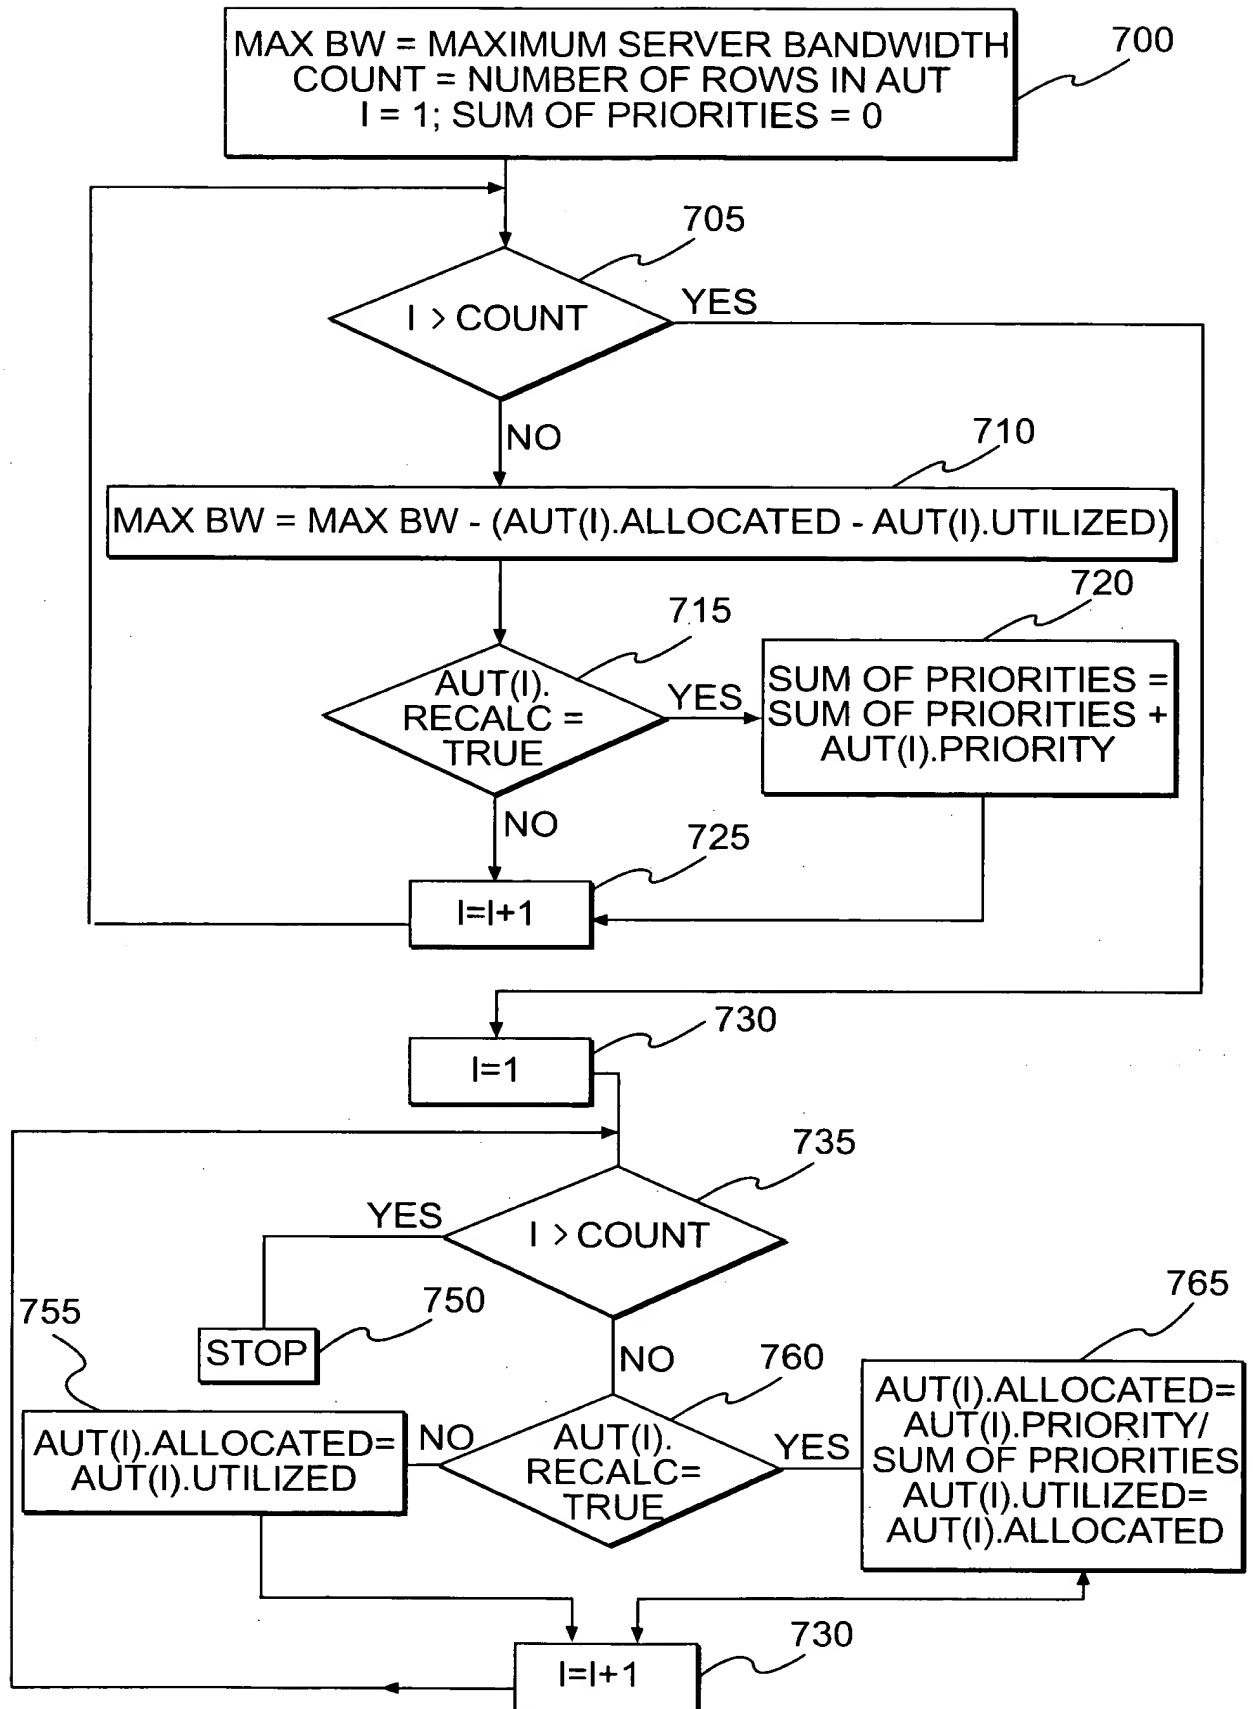 MAX BW = MAXIMUM SERVER BANDWIDTH
COUNT = NUMBER OF ROWS IN AUT
I = 1; SUM OF PRIORITIES = 0
700
705
I > COUNT
YES
NO
710
MAX BW = MAX BW - (AUT(I).ALLOCATED - AUT(I).UTILIZED)
715
AUT(I).
RECALC =
TRUE
YES
720
SUM OF PRIORITIES =
SUM OF PRIORITIES +
AUT(I).PRIORITY
NO
725
I=I+1
730
I=1
735
I > COUNT
YES
750
STOP
NO
755
AUT(I).ALLOCATED=
AUT(I).UTILIZED
NO
760
AUT(I).
RECALC=
TRUE
YES
765
AUT(I).ALLOCATED=
AUT(I).PRIORITY/
SUM OF PRIORITIES
AUT(I).UTILIZED=
AUT(I).ALLOCATED
730
I=I+1